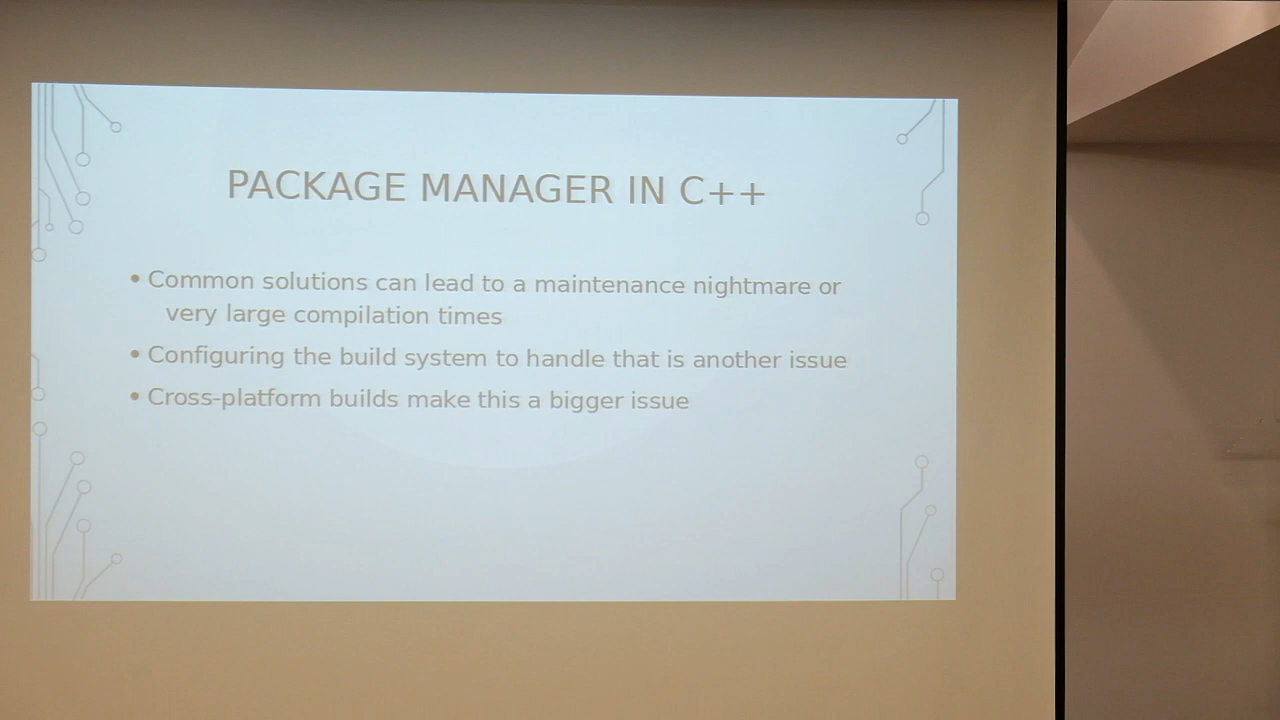 PACKAGE MANAGER IN C++
• Common solutions can lead to a maintenance nightmare or
very large compilation times
• Configuring the build system to handle that is another issue
• Cross-platform builds make this a bigger issue